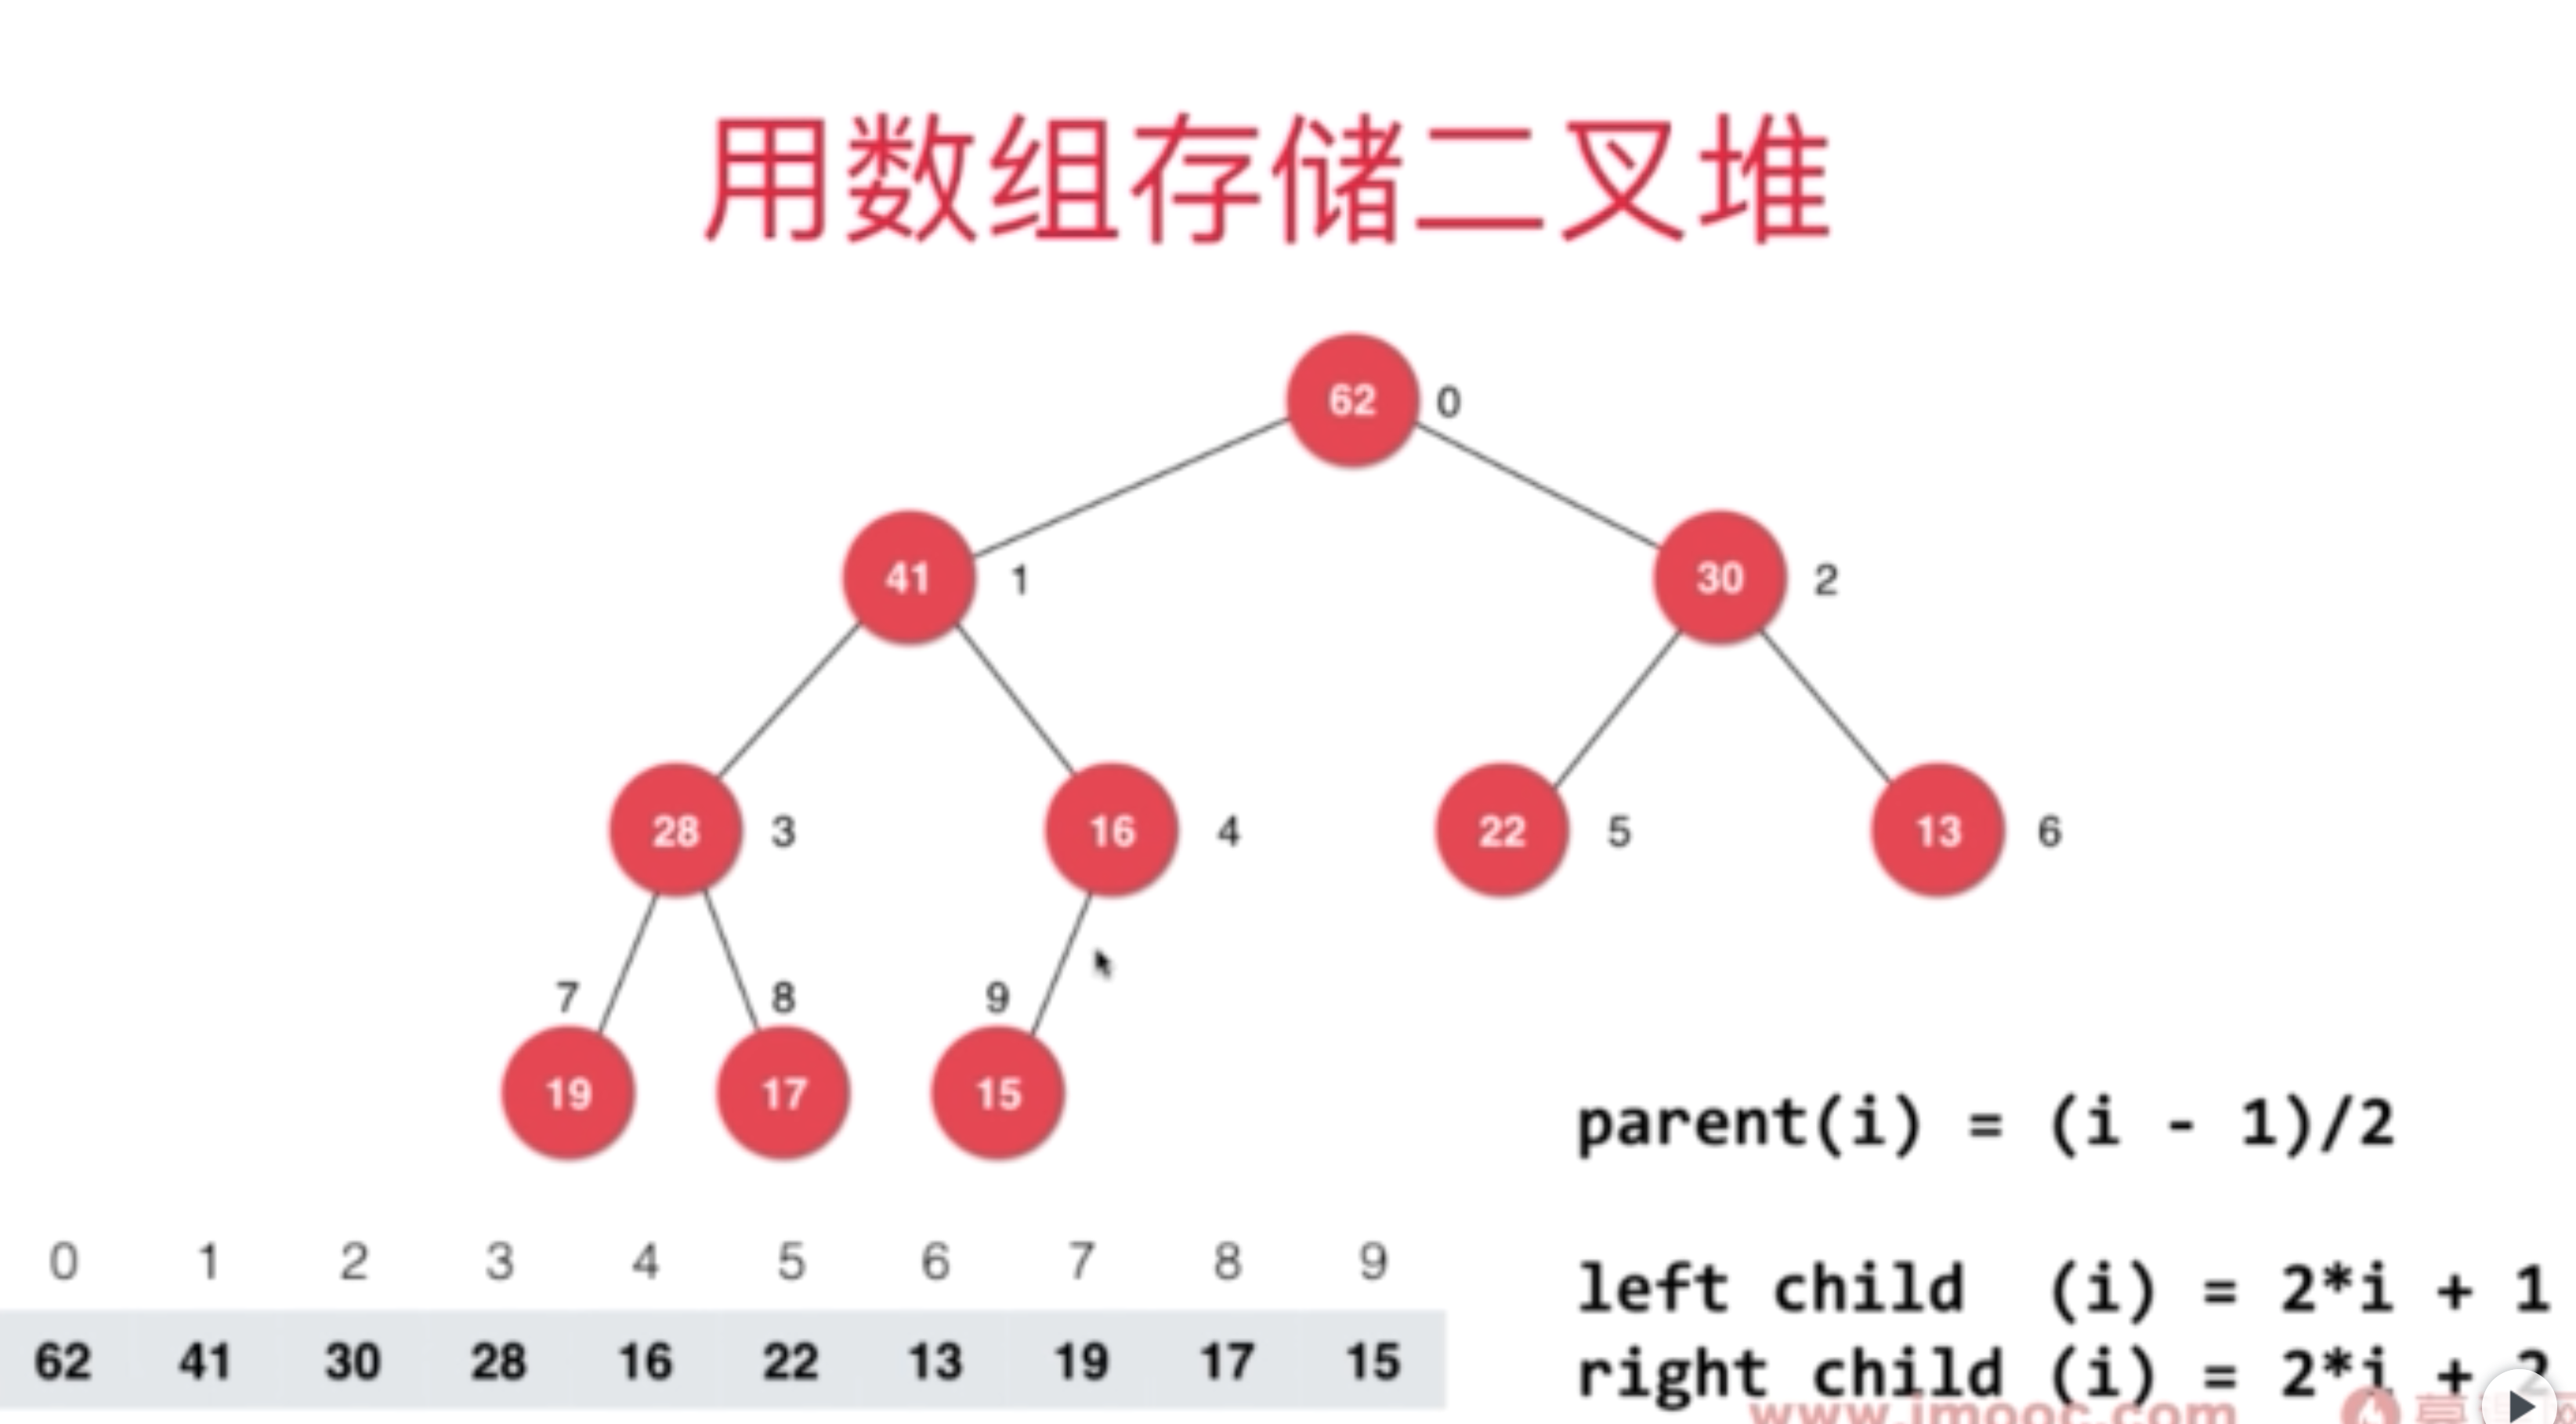 用数组存储二叉堆
62 0
41 1 30 2
28 3 16 4 22 5 13 6
7 8 9
19 17 15
parent(i) = (i - 1)/2
0 1 2 3 4 5 6 7 8 9
left child (i) = 2*i + 1
62 41 30 28 16 22 13 19 17 15
right child (i) = 2*i + 2
www.imooc.com